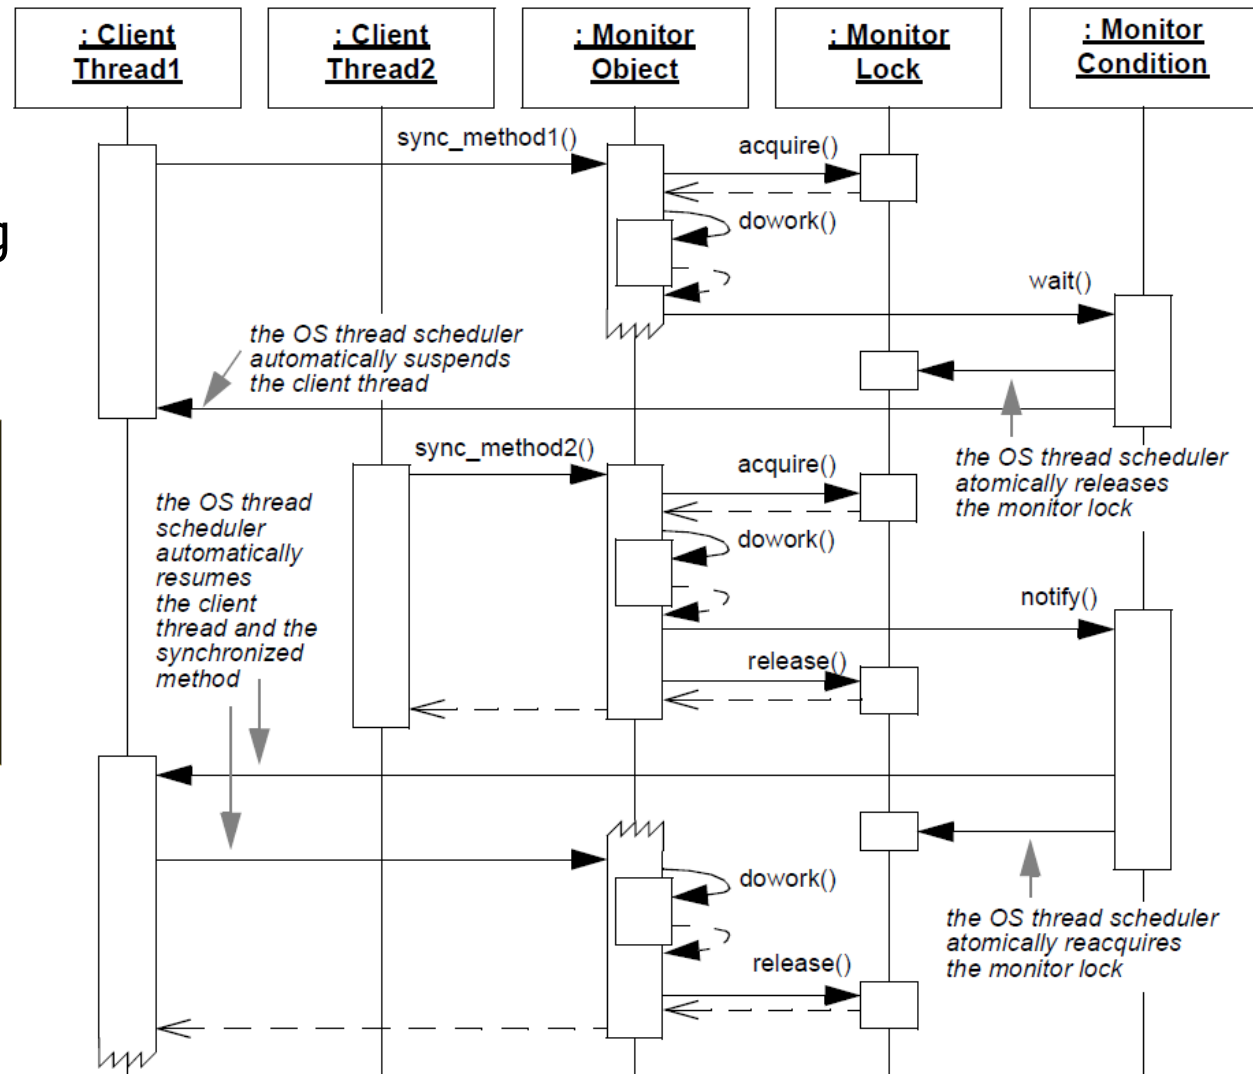 : Client
Thread1
: Client
Thread2
: Monitor
Object
: Monitor
Lock
: Monitor
Condition
sync_method1()
acquire()
dowork()
g
wait()
the OS thread scheduler
automatically suspends
the client thread
sync_method2()
acquire()
the OS thread scheduler
atomically releases
the monitor lock
the OS thread
scheduler
automatically
resumes
the client
thread and the
synchronized
method
dowork()
notify()
release()
dowork()
the OS thread scheduler
atomically reacquires
the monitor lock
release()